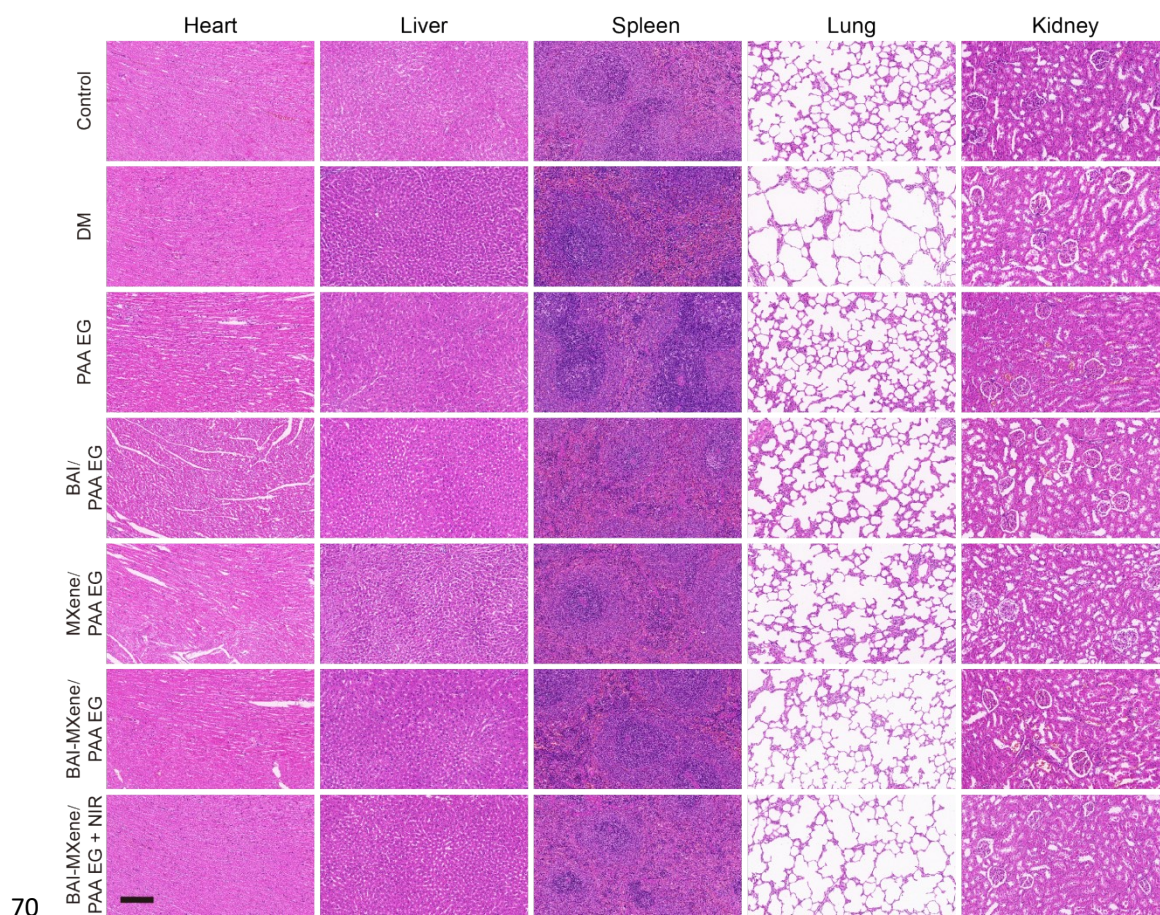 Heart Liver Spleen Lung Kidney
Control
DM
PAA EG
BAI/
PAA EG
MXene/
PAA EG
BAI-MXene/
PAA EG
BAI-MXene/
PAA EG + NIR
70